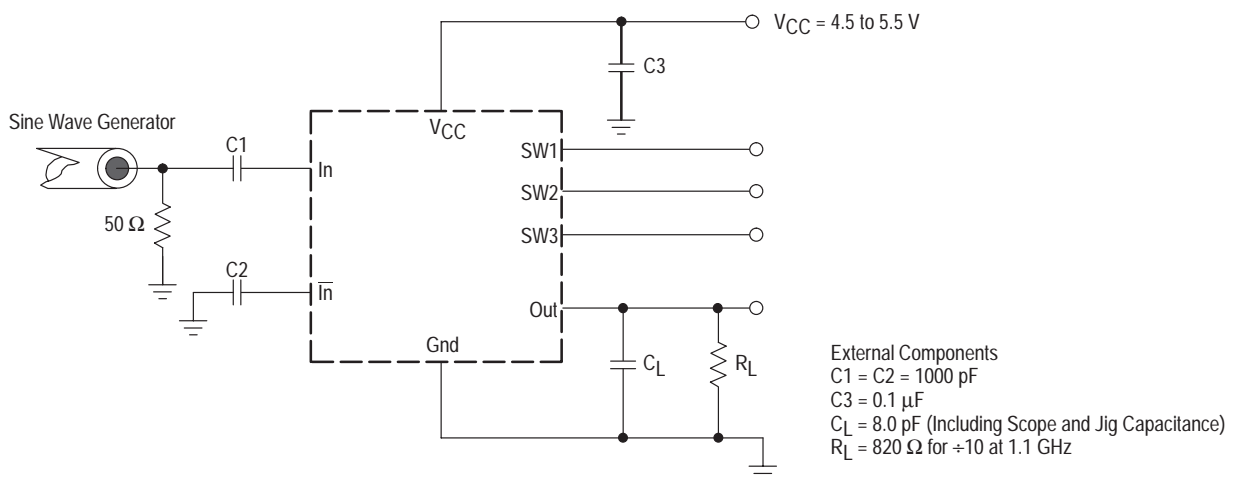 V_CC = 4.5 to 5.5 V
C3
Sine Wave Generator
V_CC
C1
SW1
In
SW2
50 Ω
SW3
C2
I̅n̅
Out
Gnd
C_L
R_L
External Components
C1 = C2 = 1000 pF
C3 = 0.1 μF
C_L = 8.0 pF (Including Scope and Jig Capacitance)
R_L = 820 Ω for ÷10 at 1.1 GHz